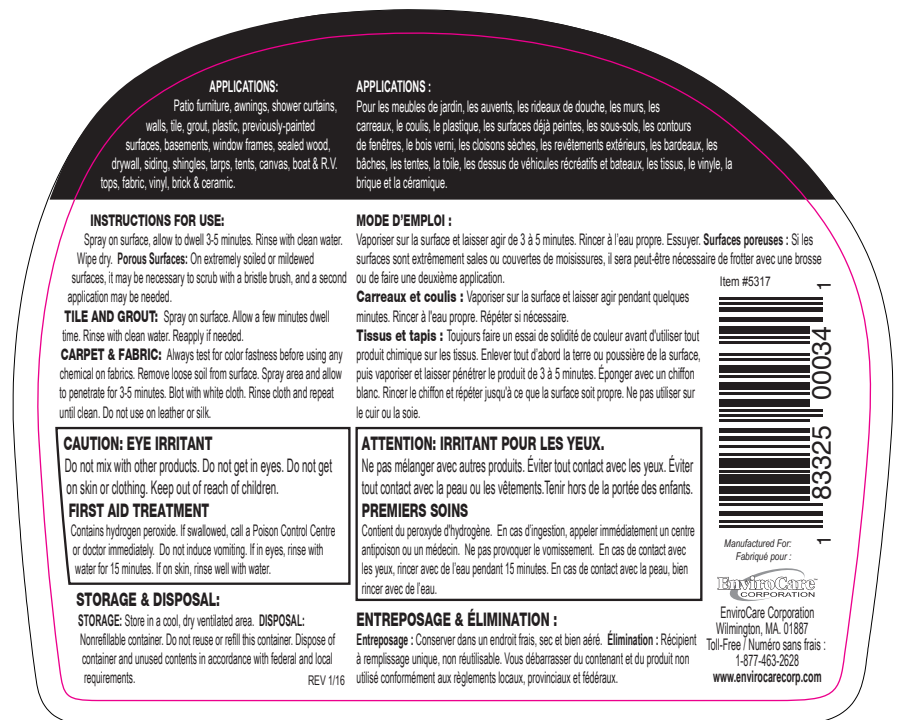 APPLICATIONS:
Patio furniture, awnings, shower curtains,
walls, tile, grout, plastic, previously-painted
surfaces, basements, window frames, sealed wood,
drywall, siding, shingles, tarps, tents, canvas, boat & R.V.
tops, fabric, vinyl, brick & ceramic.
APPLICATIONS :
Pour les meubles de jardin, les auvents, les rideaux de douche, les murs, les
carreaux, le coulis, le plastique, les surfaces déjà peintes, les sous-sols, les contours
de fenêtres, le bois verni, les cloisons sèches, les revêtements extérieurs, les bardeaux, les
bâches, les tentes, la toile, les dessus de véhicules récréatifs et bateaux, les tissus, le vinyle, la
brique et la céramique.
INSTRUCTIONS FOR USE:
Spray on surface, allow to dwell 3-5 minutes. Rinse with clean water.
Wipe dry. Porous Surfaces: On extremely soiled or mildewed
surfaces, it may be necessary to scrub with a bristle brush, and a second
application may be needed.
TILE AND GROUT: Spray on surface. Allow a few minutes dwell
time. Rinse with clean water. Reapply if needed.
CARPET & FABRIC: Always test for color fastness before using any
chemical on fabrics. Remove loose soil from surface. Spray area and allow
to penetrate for 3-5 minutes. Blot with white cloth. Rinse cloth and repeat
until clean. Do not use on leather or silk.
MODE D'EMPLOI :
Vaporiser sur la surface et laisser agir de 3 à 5 minutes. Rincer à l'eau propre. Essuyer. Surfaces poreuses : Si les
surfaces sont extrêmement sales ou couvertes de moisissures, il sera peut-être nécessaire de frotter avec une brosse
ou de faire une deuxième application.
Carreaux et coulis : Vaporiser sur la surface et laisser agir pendant quelques
minutes. Rincer à l'eau propre. Répéter si nécessaire.
Tissus et tapis : Toujours faire un essai de solidité de couleur avant d'utiliser tout
produit chimique sur les tissus. Enlever tout d'abord la terre ou poussière de la surface,
puis vaporiser et laisser pénétrer le produit de 3 à 5 minutes. Éponger avec un chiffon
blanc. Rincer le chiffon et répéter jusqu'à ce que la surface soit propre. Ne pas utiliser sur
le cuir ou la soie.
CAUTION: EYE IRRITANT
Do not mix with other products. Do not get in eyes. Do not get
on skin or clothing. Keep out of reach of children.
FIRST AID TREATMENT
Contains hydrogen peroxide. If swallowed, call a Poison Control Centre
or doctor immediately. Do not induce vomiting. If in eyes, rinse with
water for 15 minutes. If on skin, rinse well with water.
ATTENTION: IRRITANT POUR LES YEUX.
Ne pas mélanger avec autres produits. Éviter tout contact avec les yeux. Éviter
tout contact avec la peau ou les vêtements.Tenir hors de la portée des enfants.
PREMIERS SOINS
Contient du peroxyde d'hydrogène. En cas d'ingestion, appeler immédiatement un centre
antipoison ou un médecin. Ne pas provoquer le vomissement. En cas de contact avec
les yeux, rincer avec de l'eau pendant 15 minutes. En cas de contact avec la peau, bien
rincer avec de l'eau.
STORAGE & DISPOSAL:
STORAGE: Store in a cool, dry ventilated area. DISPOSAL:
Nonrefillable container. Do not reuse or refill this container. Dispose of
container and unused contents in accordance with federal and local
requirements.
REV 1/16
ENTREPOSAGE & ÉLIMINATION :
Entreposage : Conserver dans un endroit frais, sec et bien aéré. Élimination : Récipient
à remplissage unique, non réutilisable. Vous débarrasser du contenant et du produit non
utilisé conformément aux règlements locaux, provinciaux et fédéraux.
Item #5317
1 83325 00034 1
Manufactured For:
Fabriqué pour :
EnviroCare
CORPORATION
EnviroCare Corporation
Wilmington, MA. 01887
Toll-Free / Numéro sans frais :
1-877-463-2628
www.envirocarecorp.com